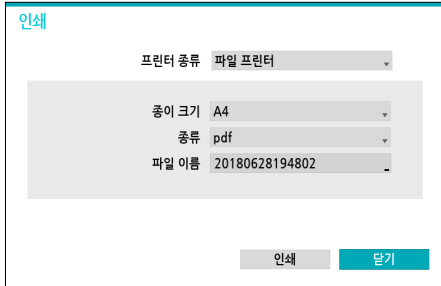 인쇄
프린터 종류 파일 프린터
종이 크기 A4
종류 pdf
파일 이름 20180628194802
인쇄 닫기